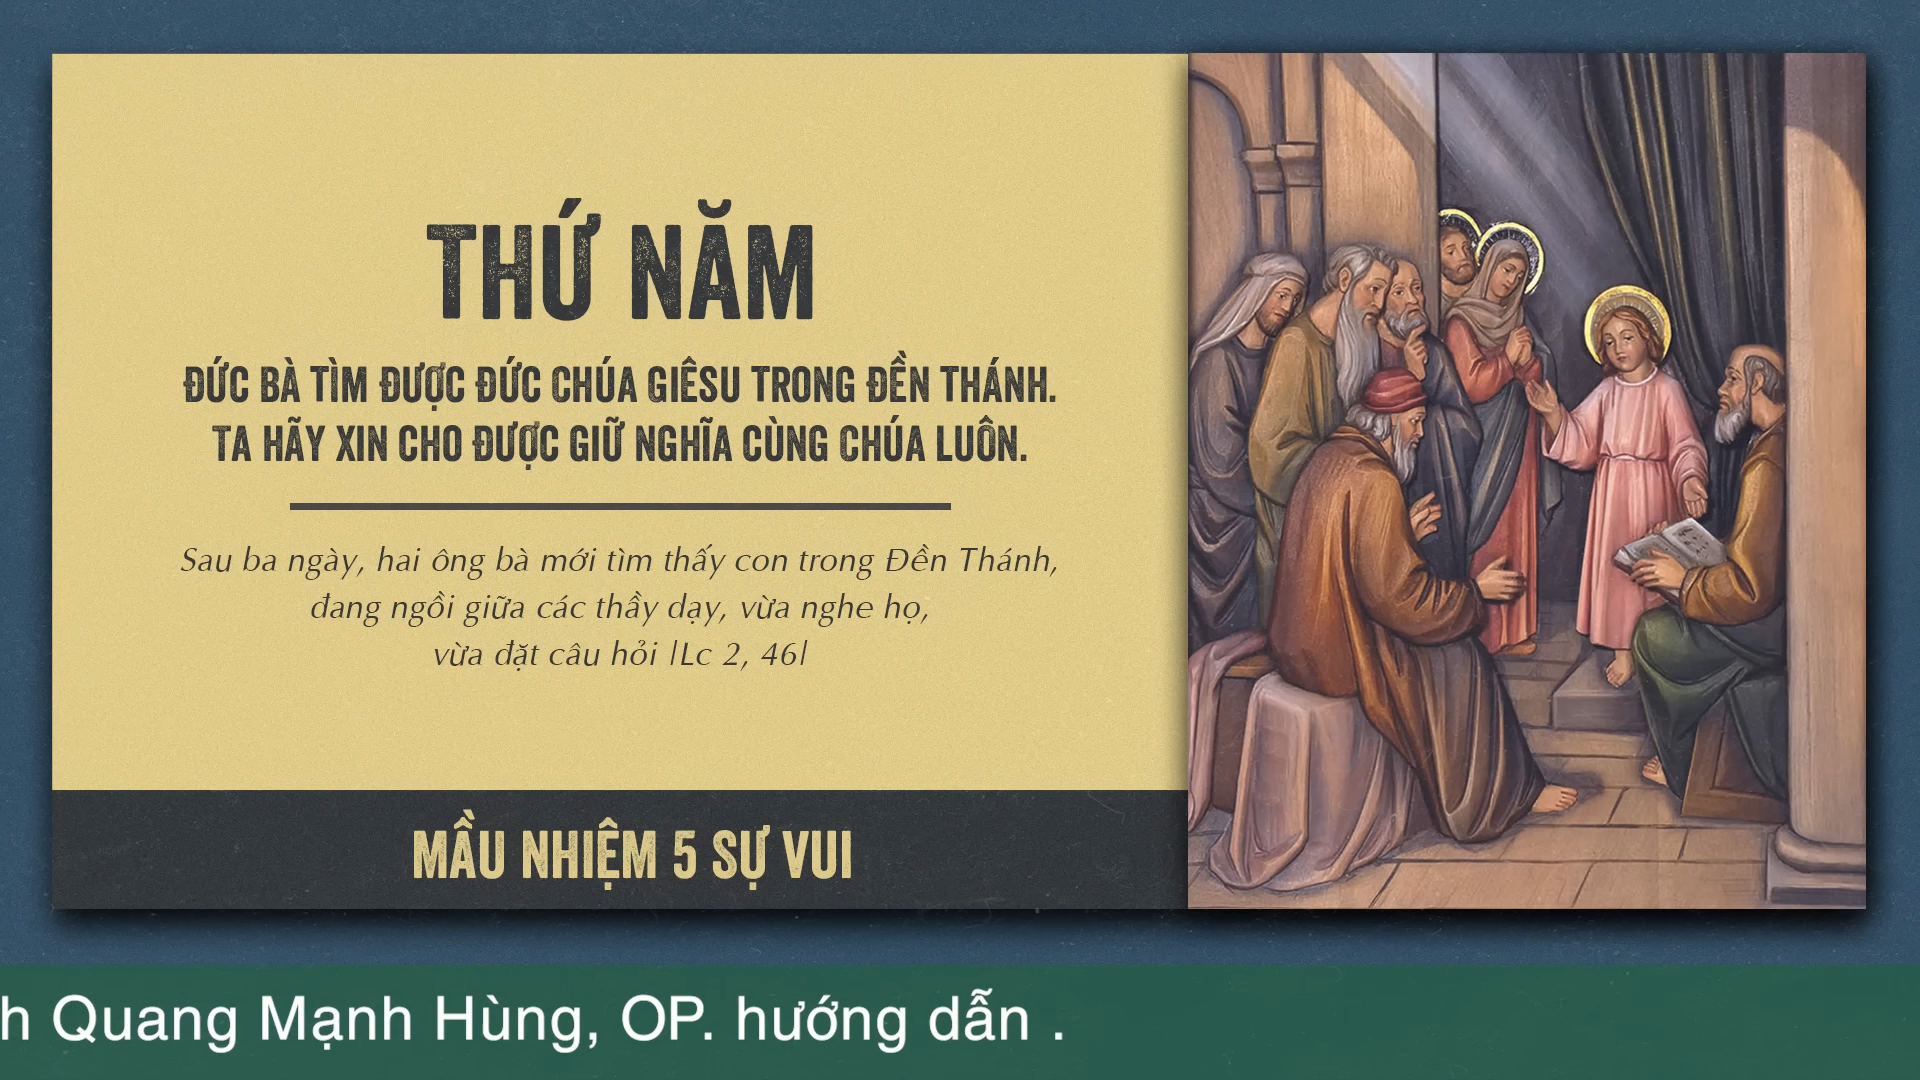 THỨ NĂM
ĐỨC BÀ TÌM ĐƯỢC ĐỨC CHÚA GIÊSU TRONG ĐỀN THÁNH.
TA HÃY XIN CHO ĐƯỢC GIỮ NGHĨA CÙNG CHÚA LUÔN.
Sau ba ngày, hai ông bà mới tìm thấy con trong Đền Thánh,
đang ngồi giữa các thầy dạy, vừa nghe họ,
vừa đặt câu hỏi |Lc 2, 46|
MẦU NHIỆM 5 SỰ VUI
h Quang Mạnh Hùng, OP. hướng dẫn .